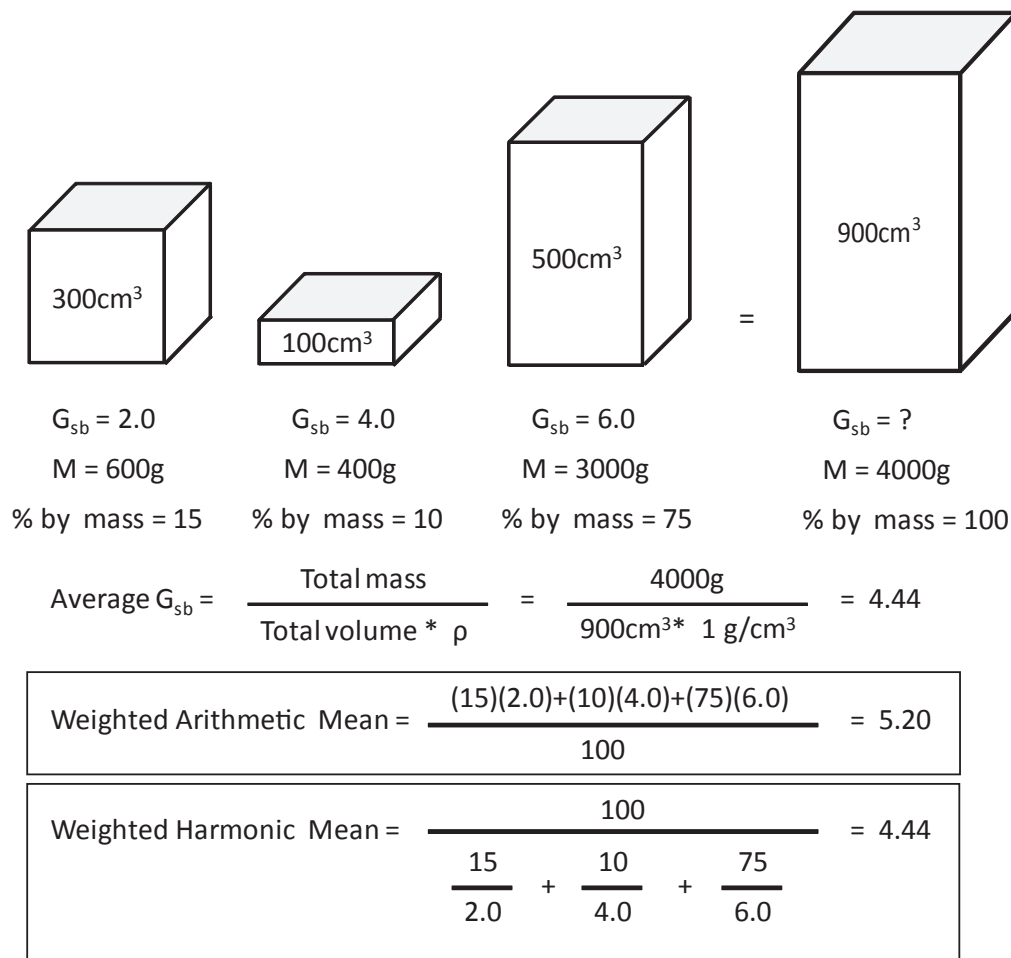 300cm³
100cm³
500cm³
=
900cm³
G_sb = 2.0
G_sb = 4.0
G_sb = 6.0
G_sb = ?
M = 600g
M = 400g
M = 3000g
M = 4000g
% by mass = 15
% by mass = 10
% by mass = 75
% by mass = 100
Average G_sb = Total mass / Total volume * ρ = 4000g / 900cm³* 1 g/cm³ = 4.44
Weighted Arithmetic Mean = (15)(2.0)+(10)(4.0)+(75)(6.0) / 100 = 5.20
Weighted Harmonic Mean = 100 / 15/2.0 + 10/4.0 + 75/6.0 = 4.44